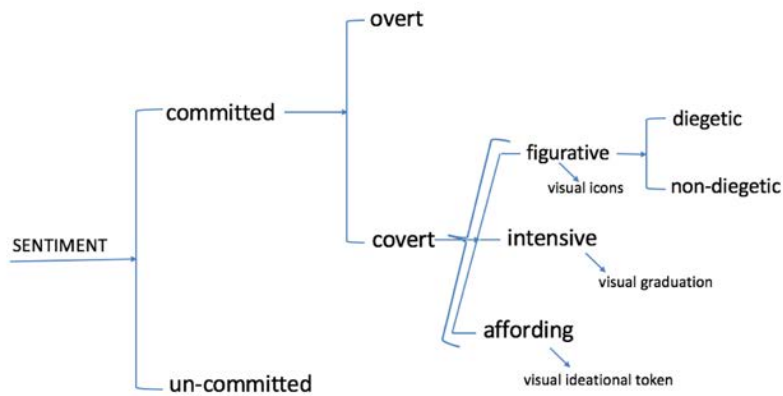 overt
committed
diegetic
figurative
visual icons
non-diegetic
SENTIMENT
covert
intensive
visual graduation
affording
visual ideational token
un-committed